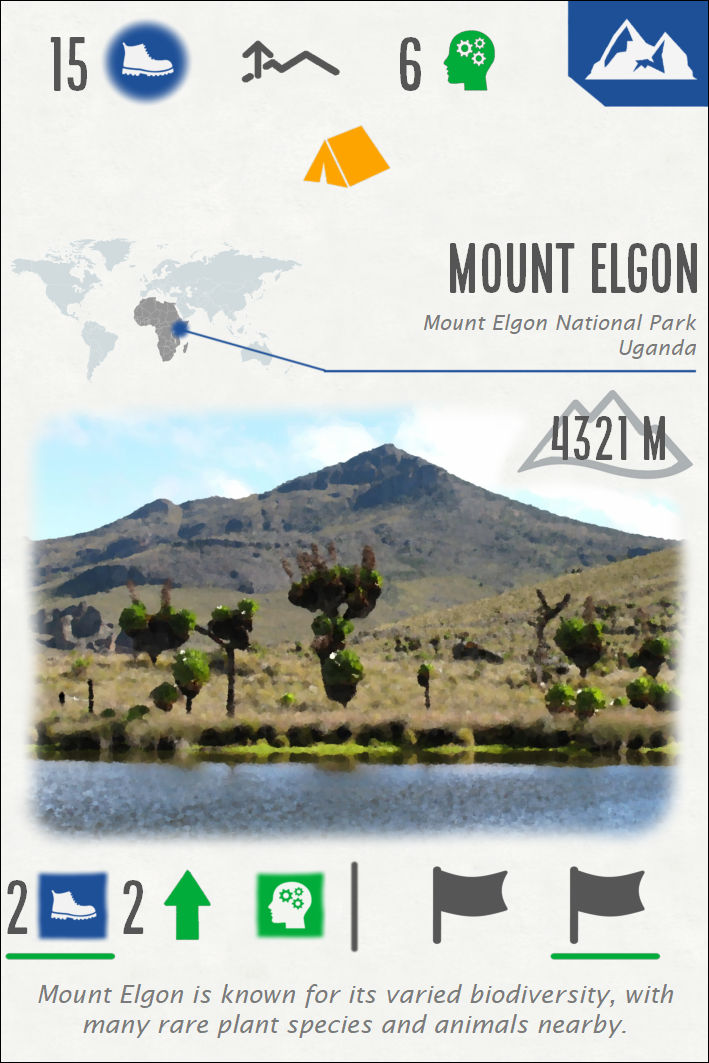 15
6
MOUNT ELGON
Mount Elgon National Park
Uganda
4321 M
2 2
Mount Elgon is known for its varied biodiversity, with
many rare plant species and animals nearby.